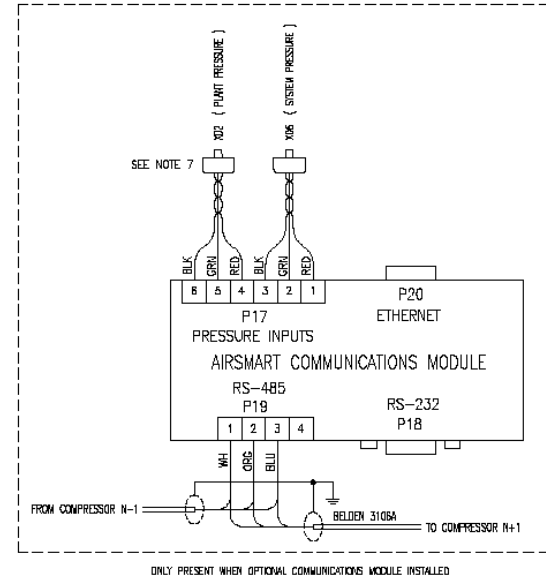 XD2 ( PLANT PRESSURE )
XD6 ( SYSTEM PRESSURE )
SEE NOTE 7
BLK GRN RED BLK GRN RED
6 5 4 3 2 1
P17
PRESSURE INPUTS
P20
ETHERNET
AIRSMART COMMUNICATIONS MODULE
RS-485
P19
RS-232
P18
1 2 3 4
WH ORG BLU
FROM COMPRESSOR N-1
BELDEN 3106A
TO COMPRESSOR N+1
ONLY PRESENT WHEN OPTIONAL COMMUNICATIONS MODULE INSTALLED